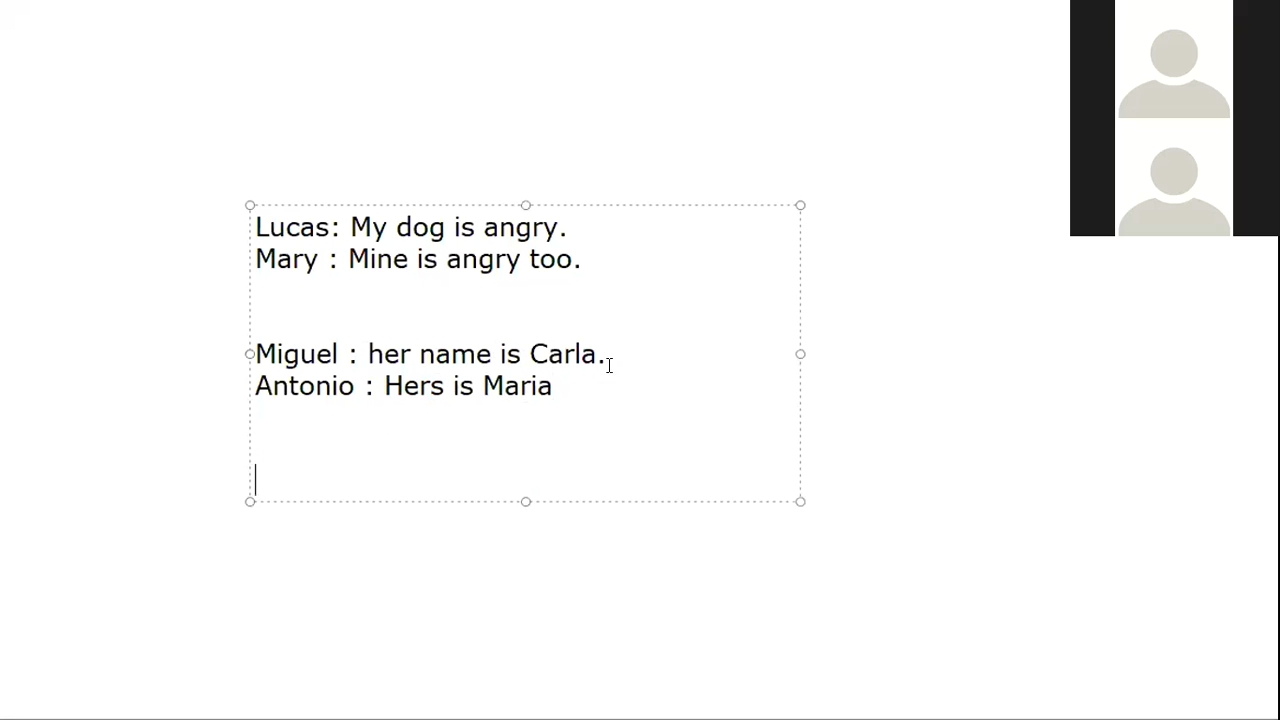 Lucas: My dog is angry.
Mary : Mine is angry too.
Miguel : her name is Carla.
Antonio : Hers is Maria